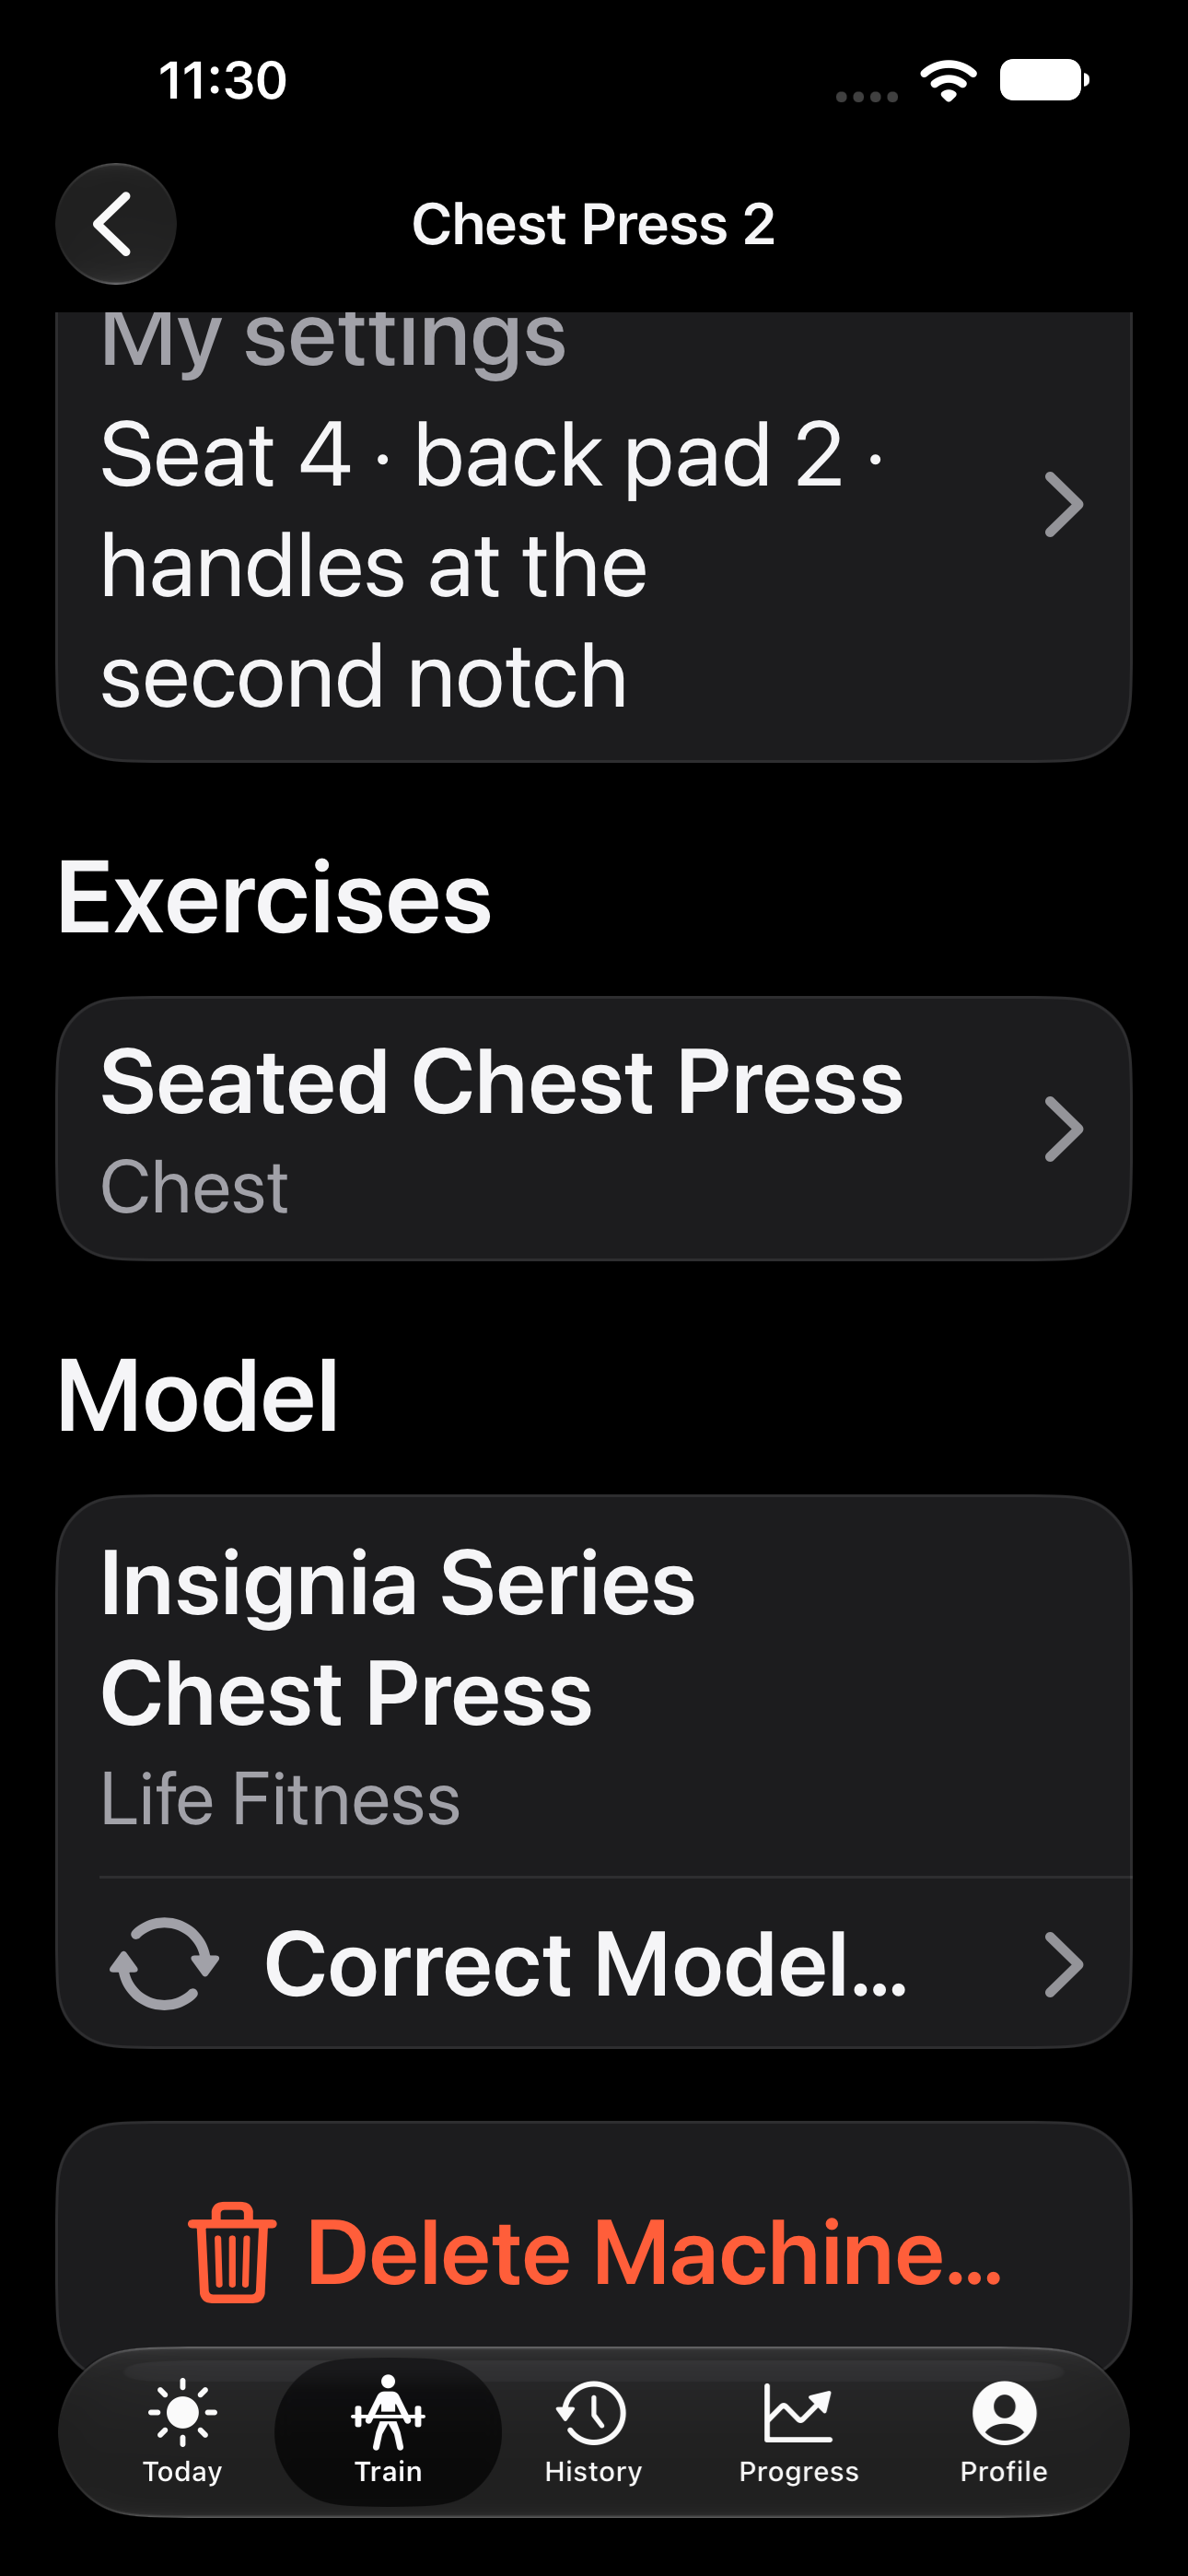 11:30
Chest Press 2
My settings
Seat 4 · back pad 2 ·
handles at the
second notch
Exercises
Seated Chest Press
Chest
Model
Insignia Series
Chest Press
Life Fitness
Correct Model…
Delete Machine…
Today
Train
History
Progress
Profile